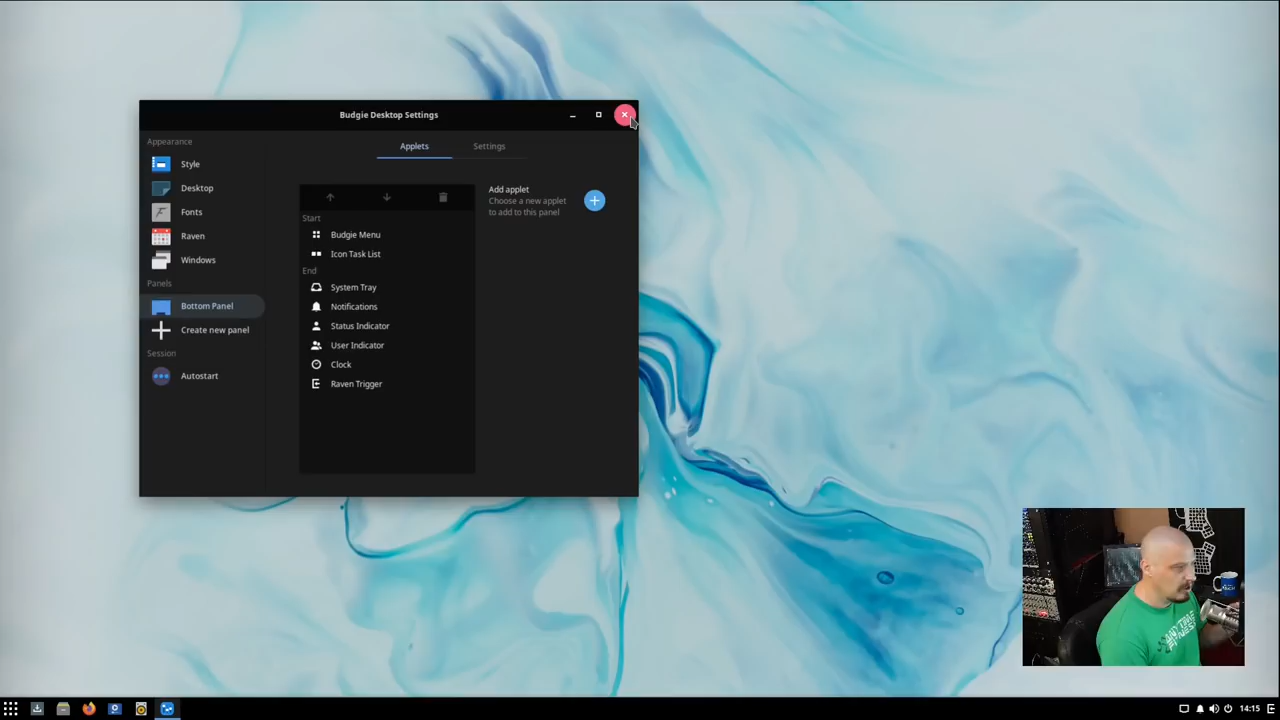 Budgie Desktop Settings
Appearance
Style
Desktop
Fonts
Raven
Windows
Panels
Bottom Panel
Create new panel
Session
Autostart
Applets
Settings
Start
Budgie Menu
Icon Task List
End
System Tray
Notifications
Status Indicator
User Indicator
Clock
Raven Trigger
Add applet
Choose a new applet
to add to this panel
14:15